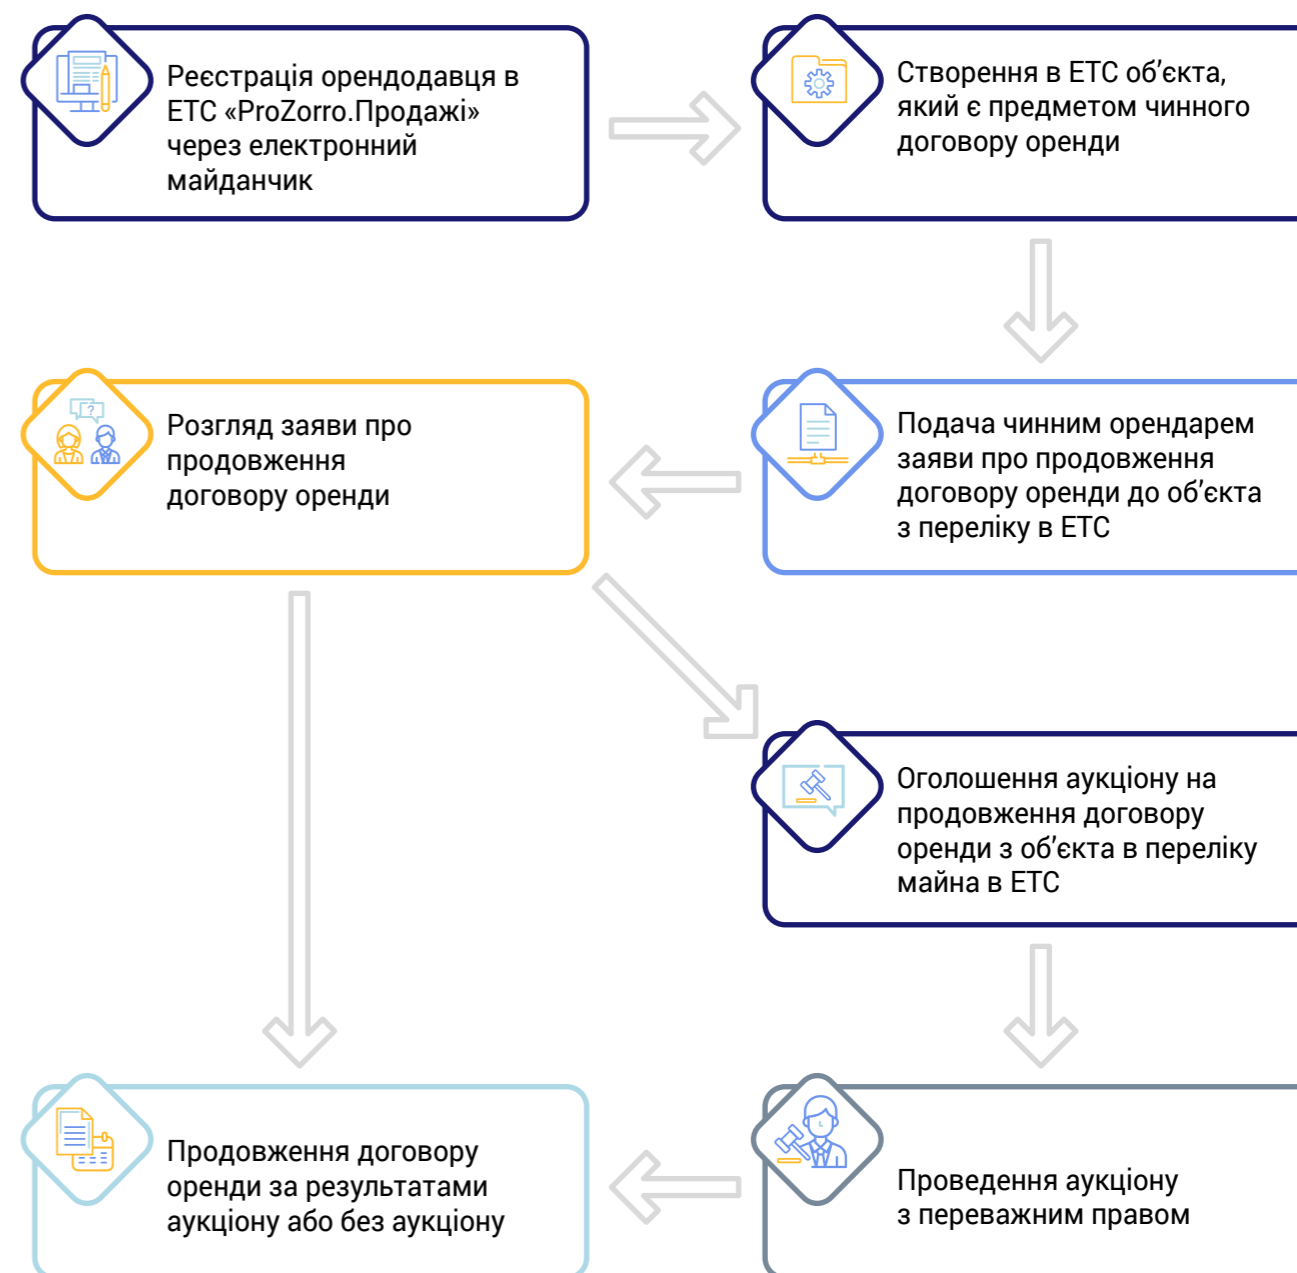 Реєстрація орендодавця в
ЕТС «ProZorro.Продажі»
через електронний
майданчик
Створення в ЕТС об’єкта,
який є предметом чинного
договору оренди
Подача чинним орендарем
заяви про продовження
договору оренди до об’єкта
з переліку в ЕТС
?
Розгляд заяви про
продовження
договору оренди
Оголошення аукціону на
продовження договору
оренди з об’єкта в переліку
майна в ЕТС
Проведення аукціону
з переважним правом
Продовження договору
оренди за результатами
аукціону або без аукціону